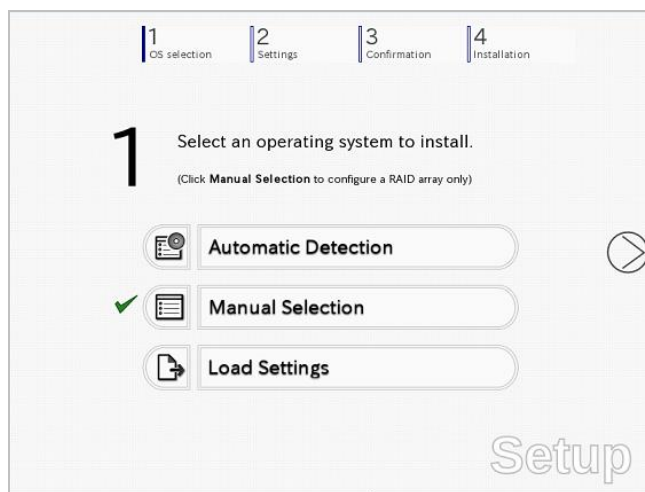 1
OS selection
2
Settings
3
Confirmation
4
Installation
1
Select an operating system to install.
(Click Manual Selection to configure a RAID array only)
Automatic Detection
Manual Selection
Load Settings
Setup